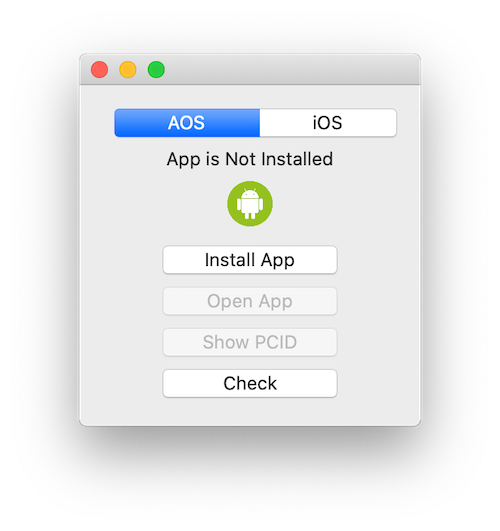 AOS iOS
App is Not Installed
Install App
Open App
Show PCID
Check